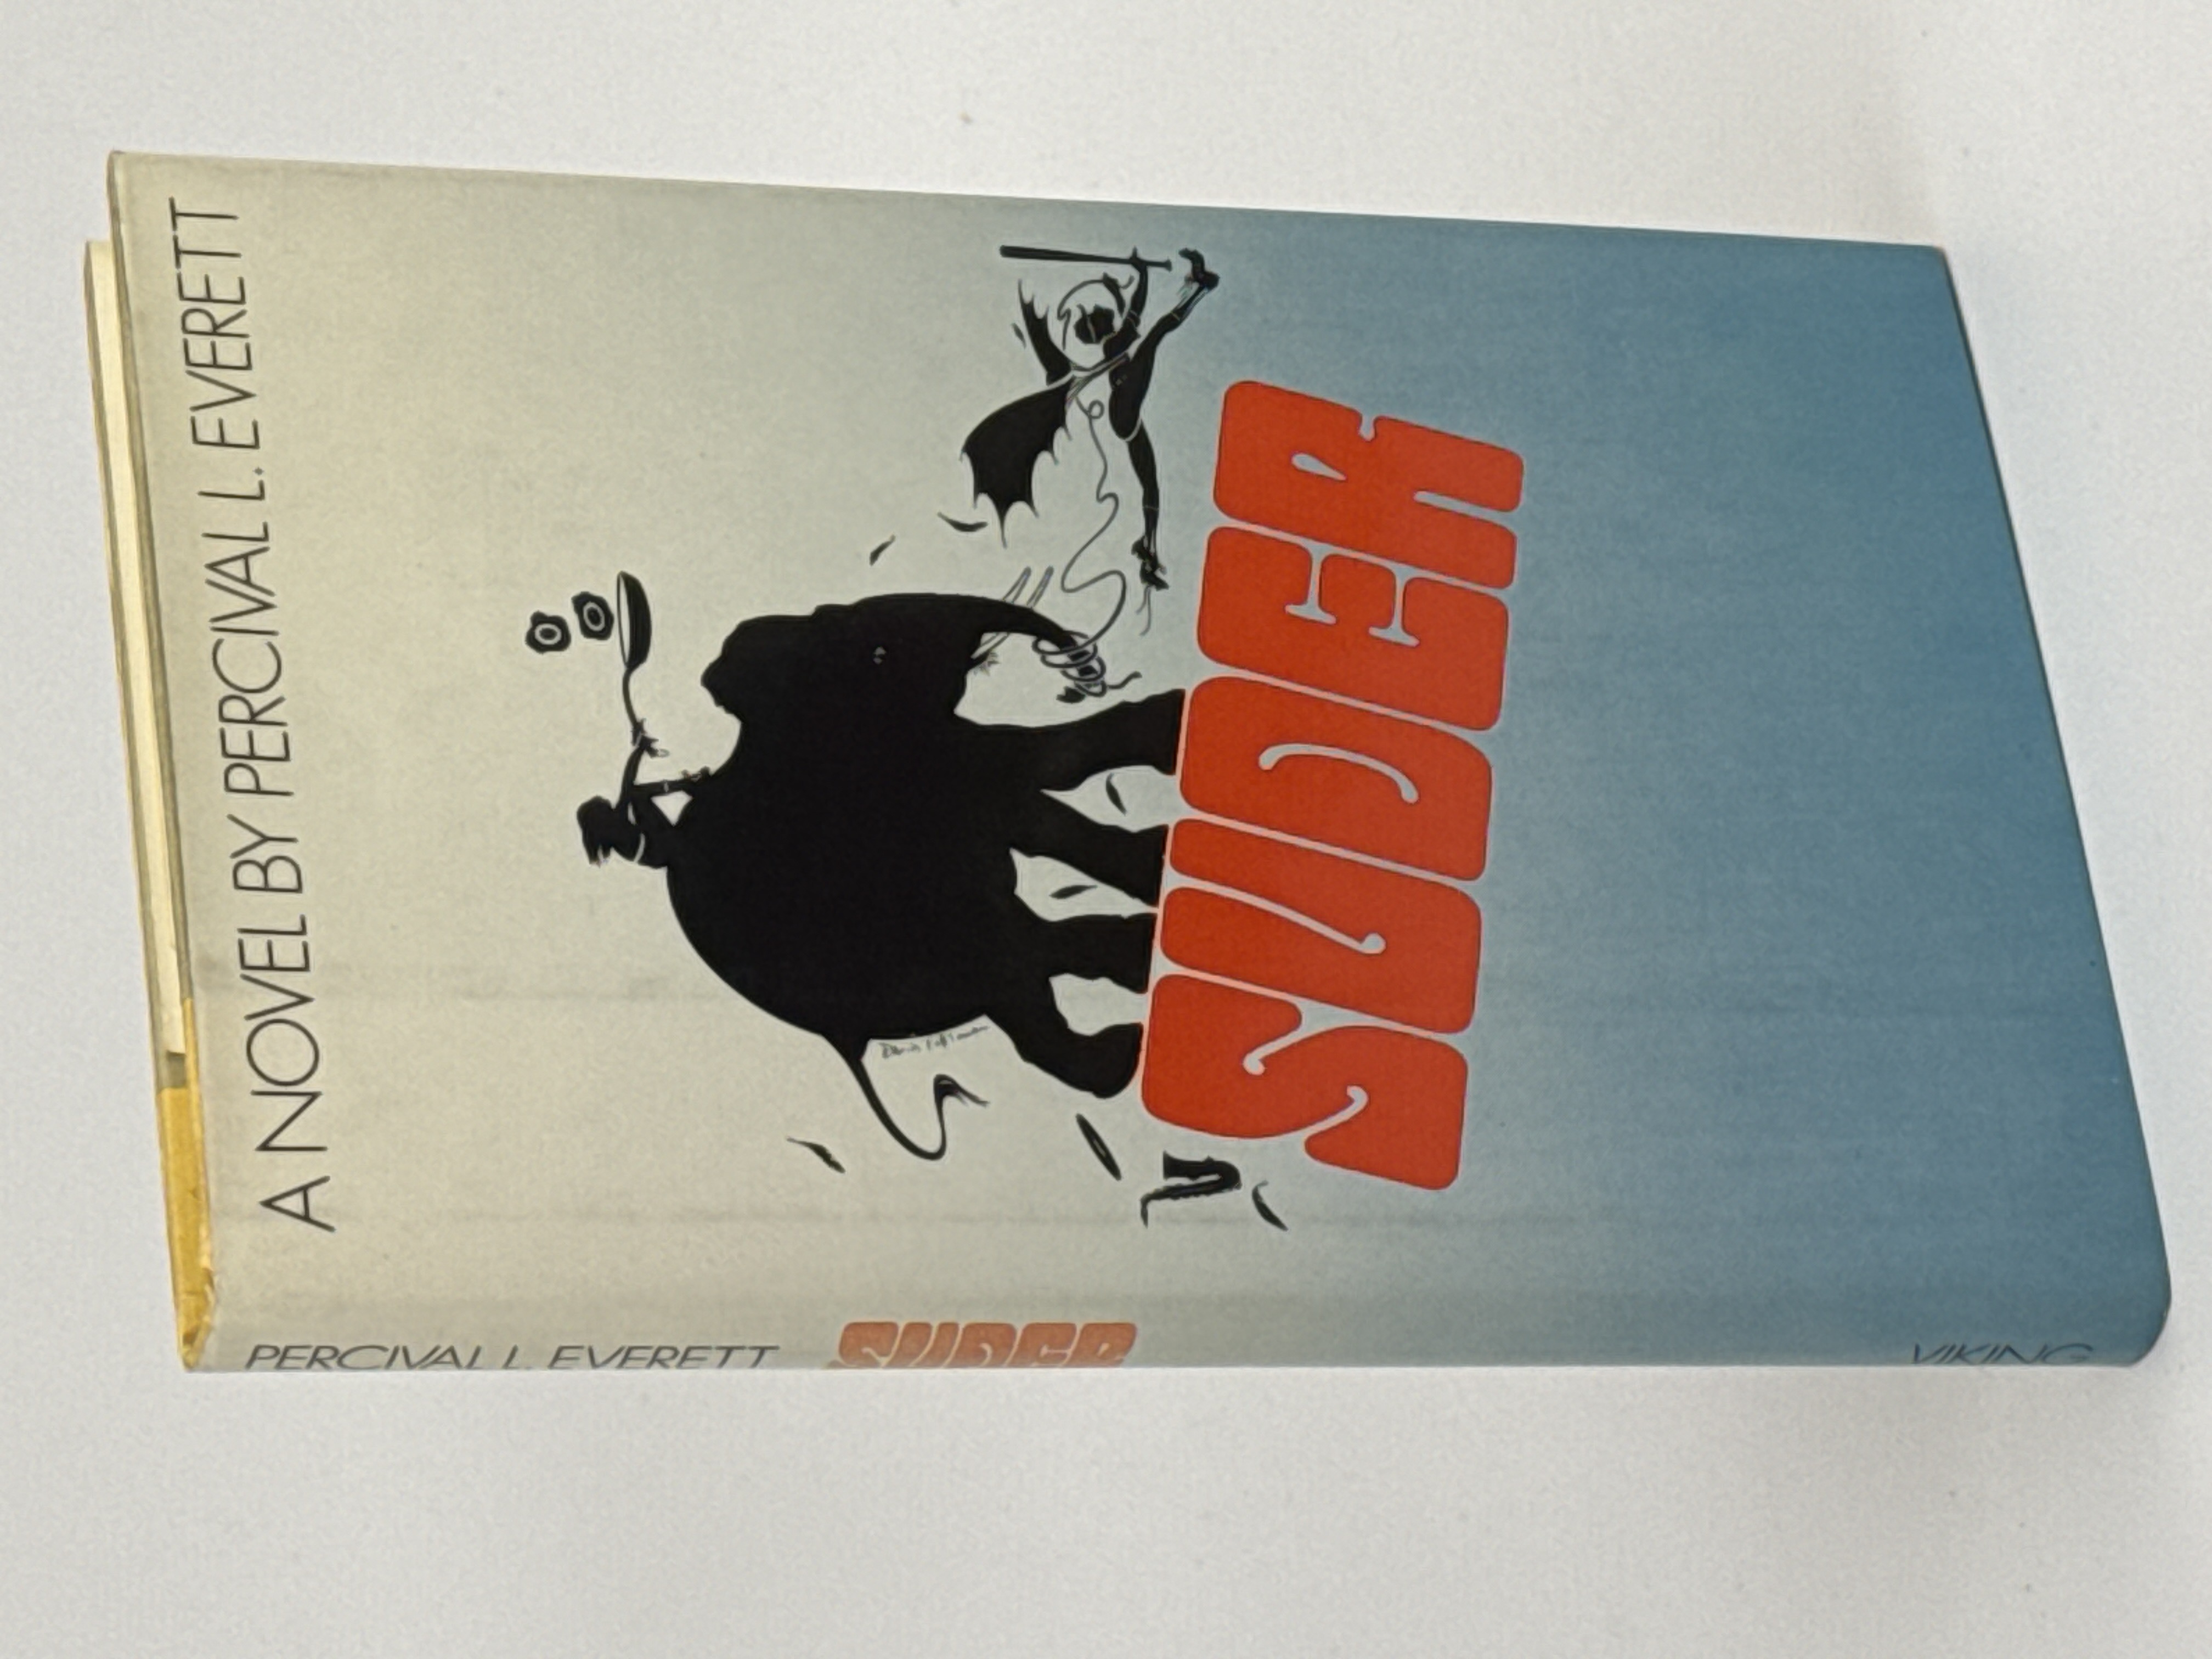 A NOVEL BY PERCIVAL L. EVERETT
SUDER
PERCIVAL L. EVERETT
SUDER
VIKING